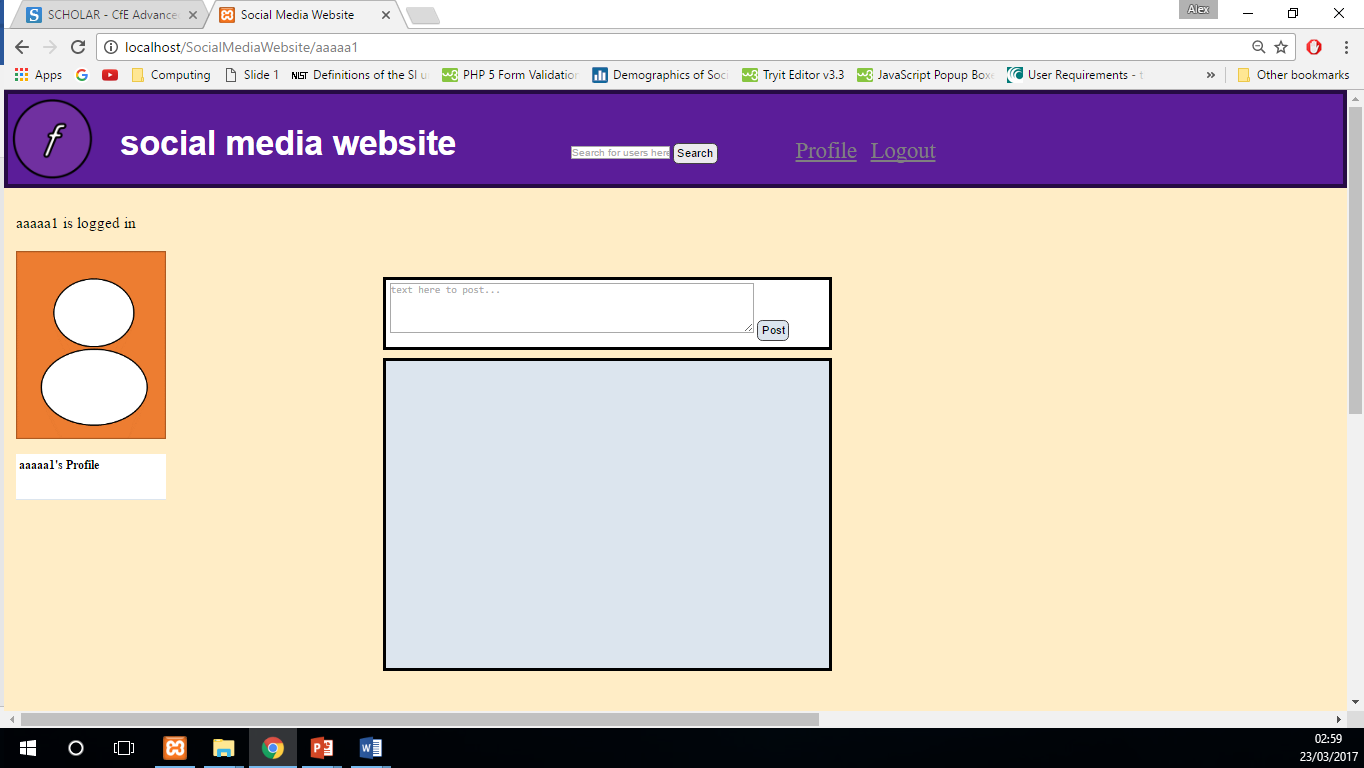 SCHOLAR - CfE Advance
Social Media Website
Alex
localhost/SocialMediaWebsite/aaaaa1
Apps Computing Slide 1 NIST Definitions of the SI u PHP 5 Form Validation Demographics of Soc Tryit Editor v3.3 JavaScript Popup Boxe User Requirements - t » Other bookmarks
f
social media website
Search for users here Search
Profile Logout
aaaaa1 is logged in
text here to post...
Post
aaaaa1's Profile
02:59
23/03/2017